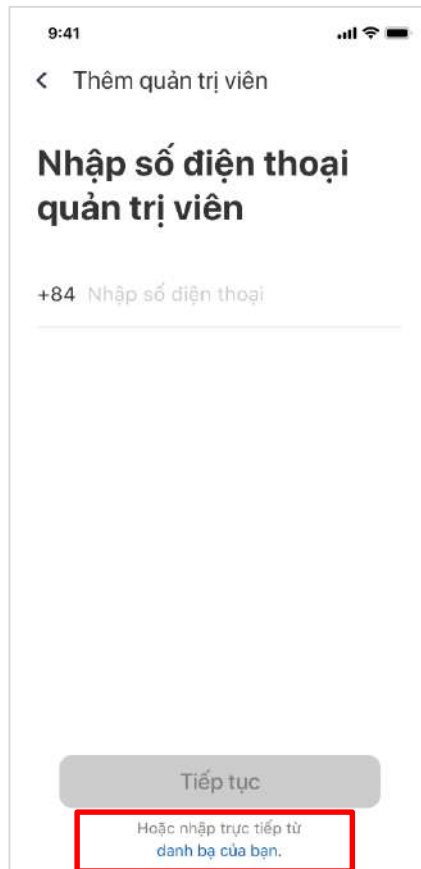 9:41
Thêm quản trị viên
Nhập số điện thoại
quản trị viên
+84 Nhập số điện thoại
Tiếp tục
Hoặc nhập trực tiếp từ
danh bạ của bạn.